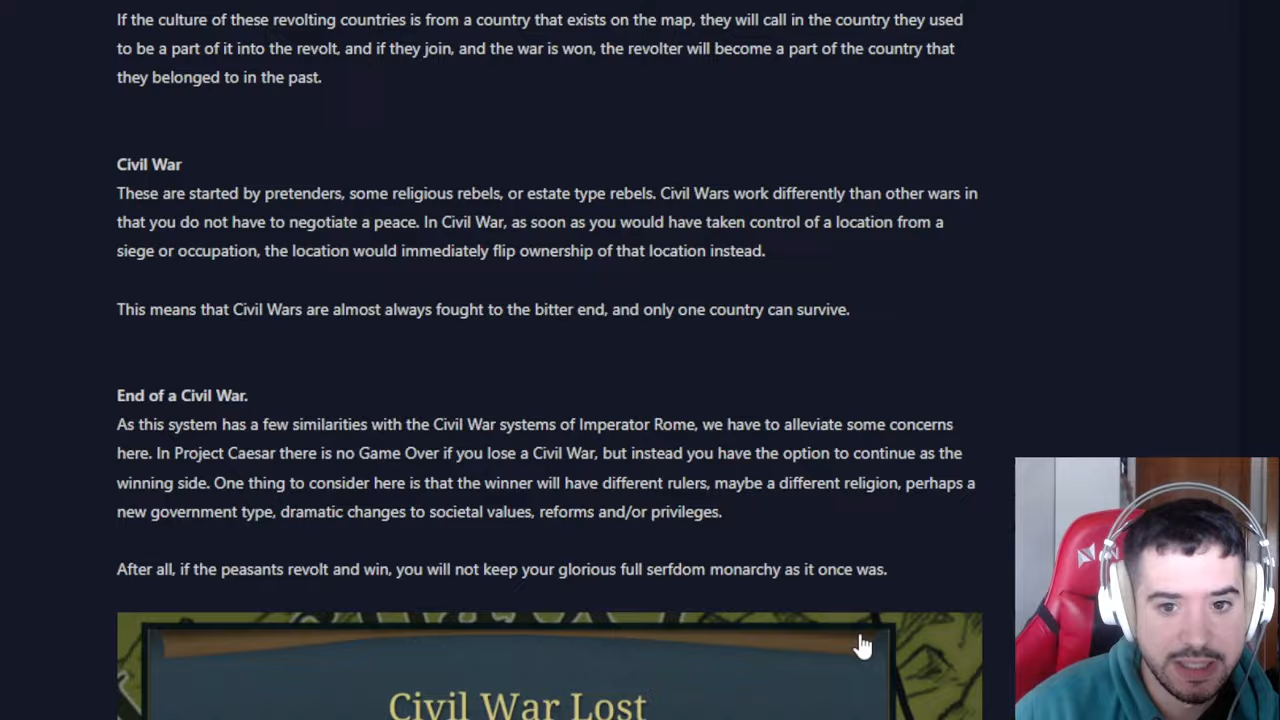 If the culture of these revolting countries is from a country that exists on the map, they will call in the country they used
to be a part of it into the revolt, and if they join, and the war is won, the revolter will become a part of the country that
they belonged to in the past.
Civil War
These are started by pretenders, some religious rebels, or estate type rebels. Civil Wars work differently than other wars in
that you do not have to negotiate a peace. In Civil War, as soon as you would have taken control of a location from a
siege or occupation, the location would immediately flip ownership of that location instead.
This means that Civil Wars are almost always fought to the bitter end, and only one country can survive.
End of a Civil War.
As this system has a few similarities with the Civil War systems of Imperator Rome, we have to alleviate some concerns
here. In Project Caesar there is no Game Over if you lose a Civil War, but instead you have the option to continue as the
winning side. One thing to consider here is that the winner will have different rulers, maybe a different religion, perhaps a
new government type, dramatic changes to societal values, reforms and/or privileges.
After all, if the peasants revolt and win, you will not keep your glorious full serfdom monarchy as it once was.
Civil War Lost